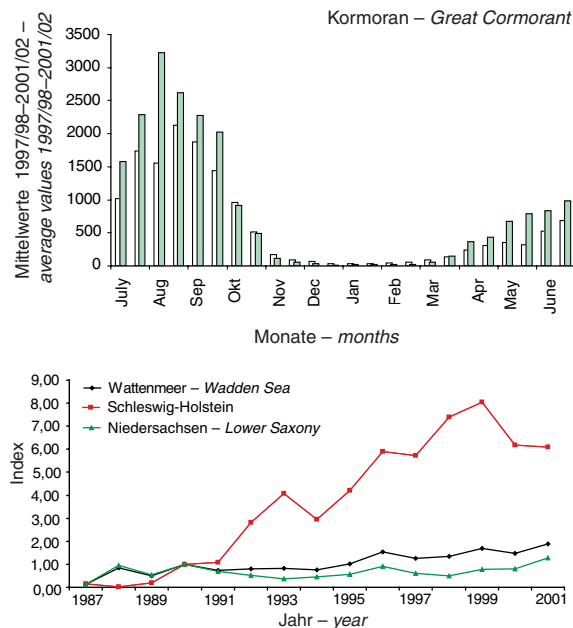 Kormoran – Great Cormorant
Mittelwerte 1997/98–2001/02 –
average values 1997/98–2001/02
3500
3000
2500
2000
1500
1000
500
0
July Aug Sep Okt Nov Dec Jan Feb Mar Apr May June
Monate – months
Index
9,00
8,00
7,00
6,00
5,00
4,00
3,00
2,00
1,00
0,00
Wattenmeer – Wadden Sea
Schleswig-Holstein
Niedersachsen – Lower Saxony
1987 1989 1991 1993 1995 1997 1999 2001
Jahr – year